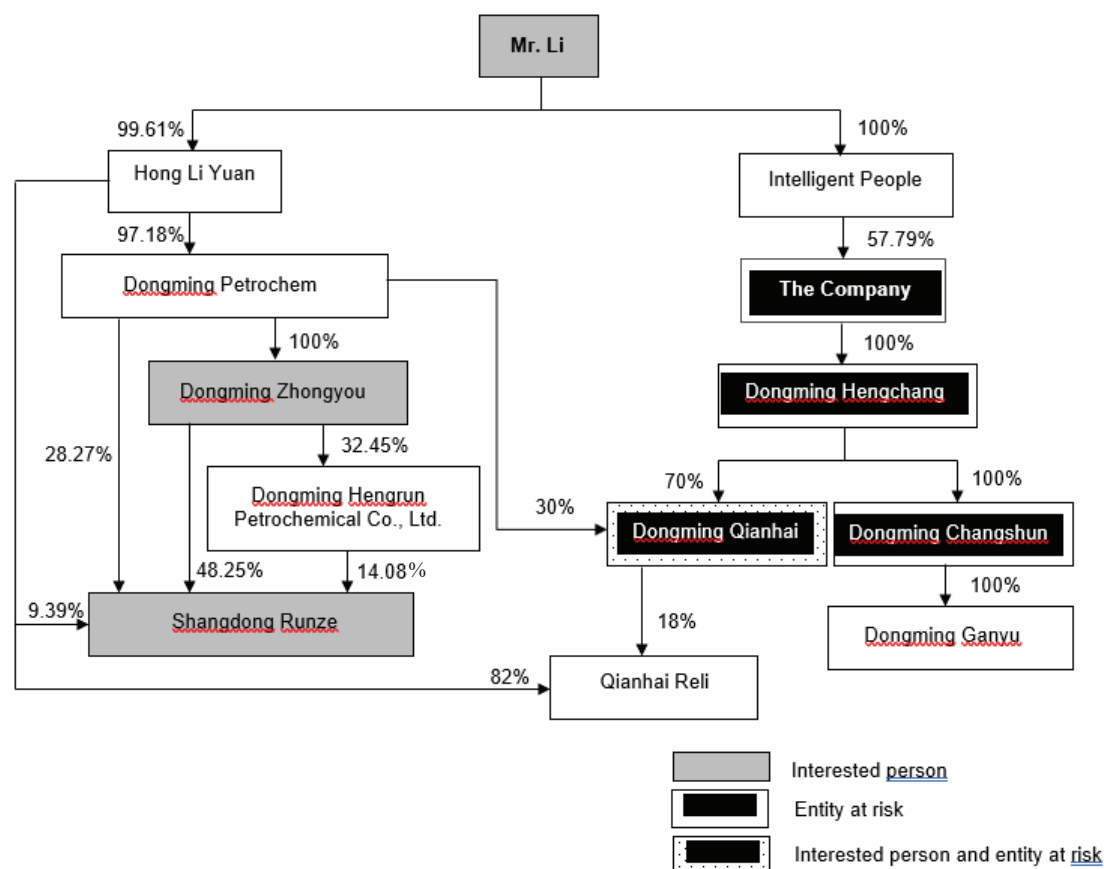 Mr. Li
99.61%
100%
Hong Li Yuan
Intelligent People
97.18%
57.79%
Dongming Petrochem
The Company
100%
100%
Dongming Zhongyou
Dongming Hengchang
28.27%
32.45%
70%
100%
Dongming Hengrun
Petrochemical Co., Ltd.
30%
Dongming Qianhai
Dongming Changshun
48.25%
14.08%
100%
9.39%
Shangdong Runze
18%
Dongming Ganyu
82%
Qianhai Reli
Interested person
Entity at risk
Interested person and entity at risk